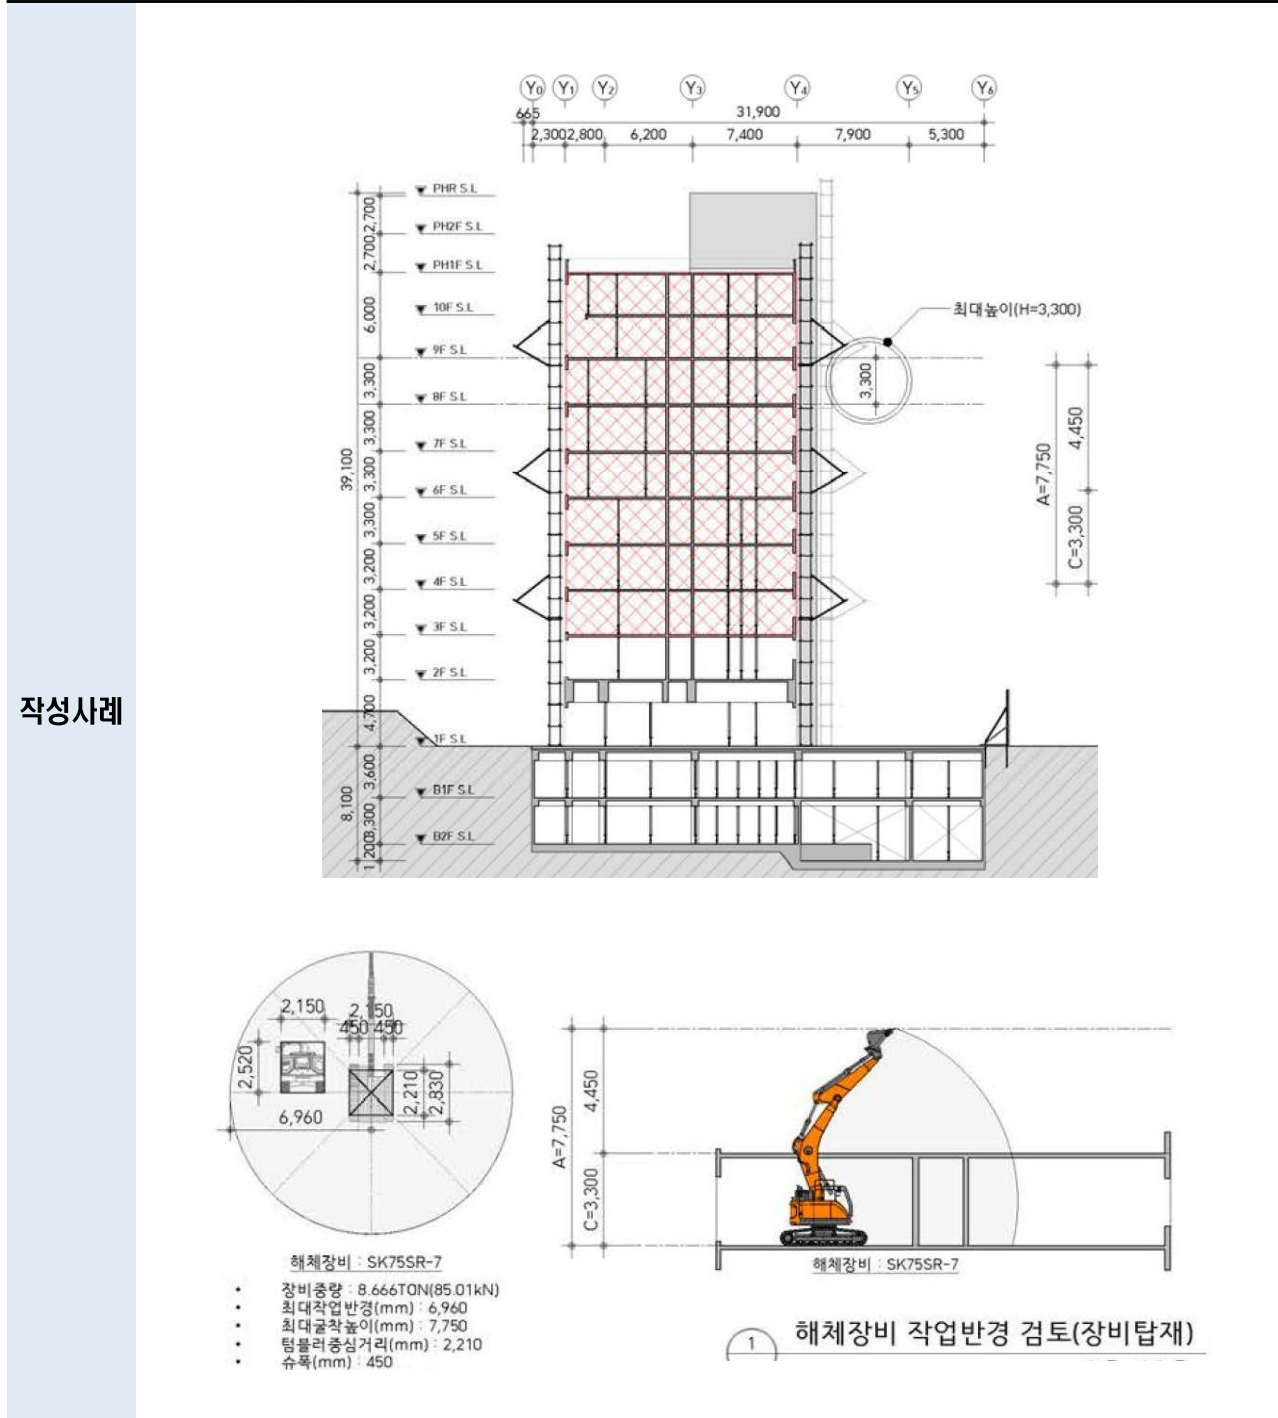 Y0 Y1 Y2 Y3 Y4 Y5 Y6
665 31,900
2,300 2,800 6,200 7,400 7,900 5,300
PHR S.L
2,700
PH2F S.L
2,700
PH1F S.L
6,000
10F S.L
최대높이(H=3,300)
9F S.L
3,300
3,300
8F S.L
3,300
7F S.L
3,300
6F S.L
3,300
5F S.L
3,200
4F S.L
3,200
3F S.L
3,200
2F S.L
4,700
1F S.L
39,100
A=7,750
4,450
C=3,300
작성사례
3,600
B1F S.L
8,100
3,300
B2F S.L
1,200
2,150 2,150
450 450
2,520
2,210
2,830
6,960
해체장비 : SK75SR-7
• 장비중량 : 8.666TON(85.01kN)
• 최대작업반경(mm) : 6,960
• 최대굴착높이(mm) : 7,750
• 텀블러중심거리(mm) : 2,210
• 슈폭(mm) : 450
A=7,750
4,450
C=3,300
해체장비 : SK75SR-7
1 해체장비 작업반경 검토(장비탑재)